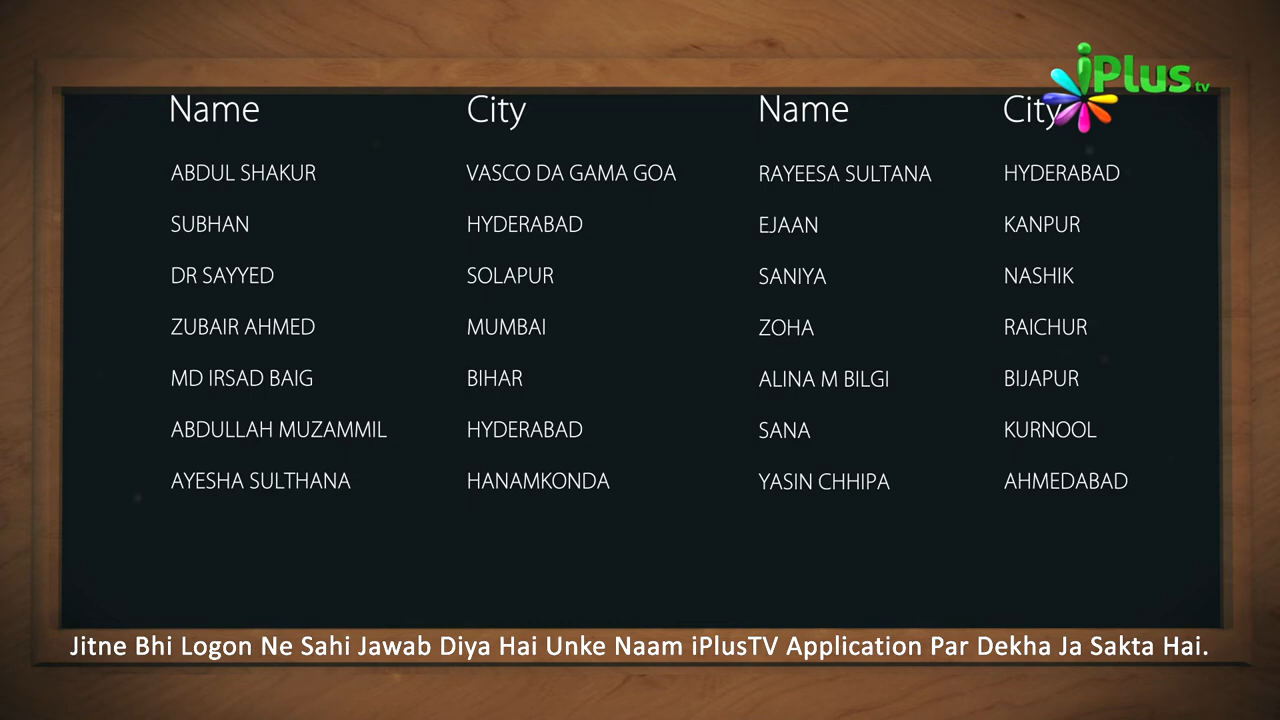 iPlus tv
Name City Name City
ABDUL SHAKUR VASCO DA GAMA GOA RAYEESA SULTANA HYDERABAD
SUBHAN HYDERABAD EJAAN KANPUR
DR SAYYED SOLAPUR SANIYA NASHIK
ZUBAIR AHMED MUMBAI ZOHA RAICHUR
MD IRSAD BAIG BIHAR ALINA M BILGI BIJAPUR
ABDULLAH MUZAMMIL HYDERABAD SANA KURNOOL
AYESHA SULTHANA HANAMKONDA YASIN CHHIPA AHMEDABAD
Jitne Bhi Logon Ne Sahi Jawab Diya Hai Unke Naam iPlusTV Application Par Dekha Ja Sakta Hai.